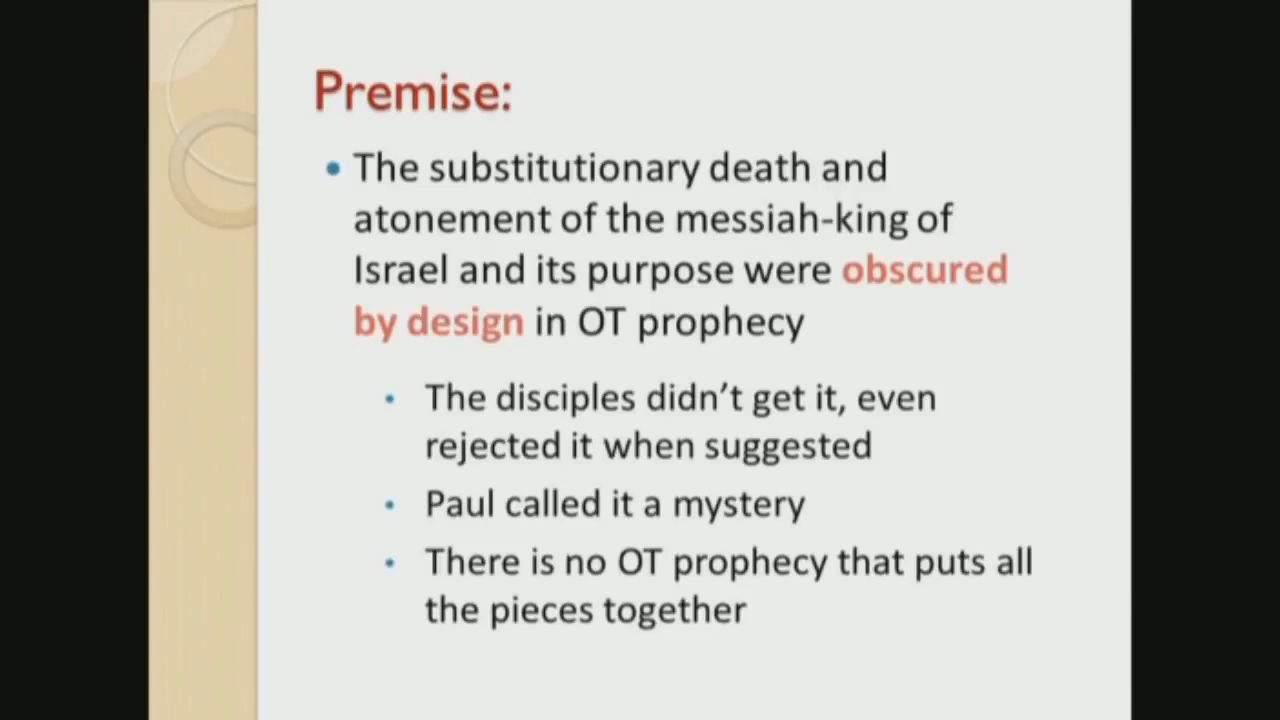 Premise:
• The substitutionary death and
atonement of the messiah-king of
Israel and its purpose were obscured
by design in OT prophecy
• The disciples didn’t get it, even
rejected it when suggested
• Paul called it a mystery
• There is no OT prophecy that puts all
the pieces together